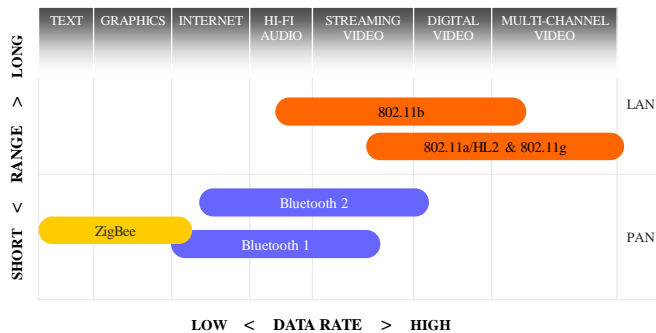 TEXT GRAPHICS INTERNET HI-FI AUDIO STREAMING VIDEO DIGITAL VIDEO MULTI-CHANNEL VIDEO
SHORT < RANGE > LONG
802.11b
LAN
802.11a/HL2 & 802.11g
Bluetooth 2
ZigBee
PAN
Bluetooth 1
LOW < DATA RATE > HIGH